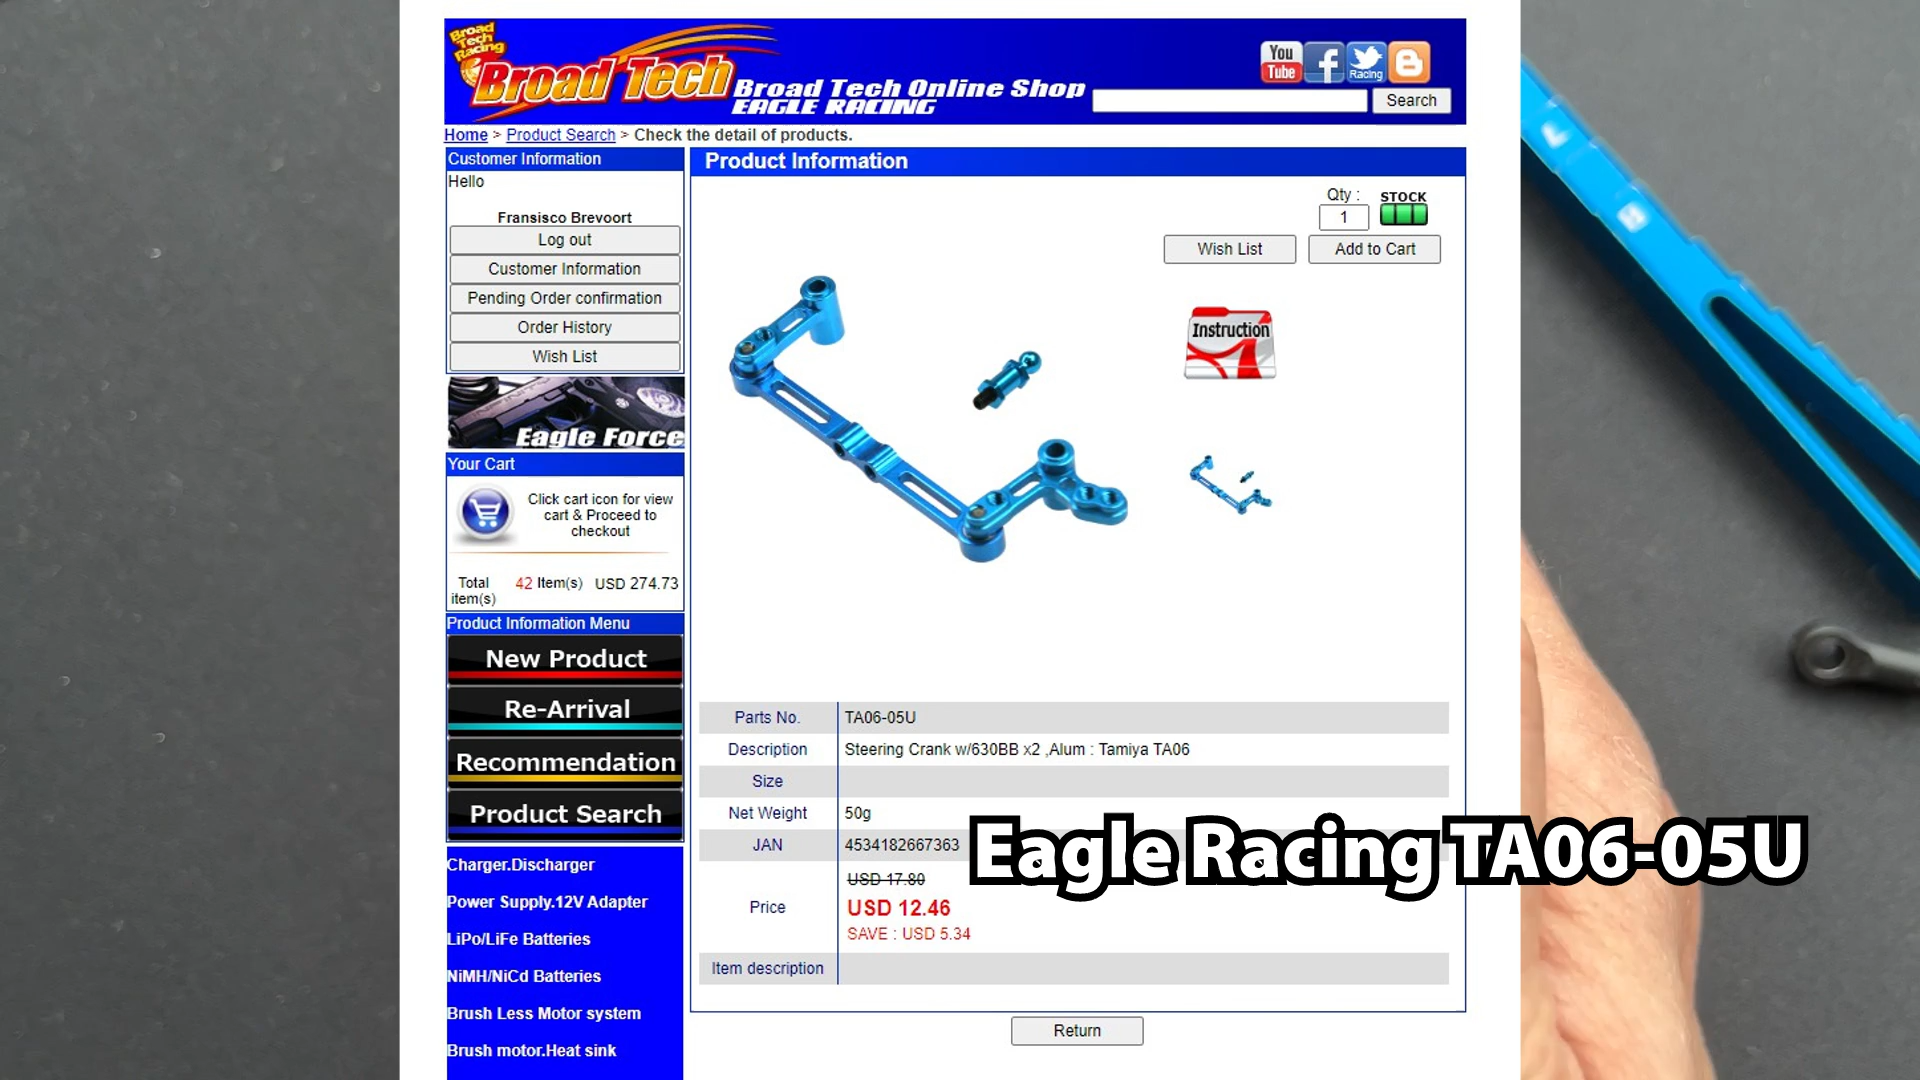 Broad
Tech
Racing
Broad Tech
Broad Tech Online Shop
EAGLE RACING
You
Tube
Racing
Search
Home > Product Search > Check the detail of products.
Customer Information
Hello
Fransisco Brevoort
Log out
Customer Information
Pending Order confirmation
Order History
Wish List
Eagle Force
Your Cart
Click cart icon for view
cart & Proceed to
checkout
Total
item(s)
42 Item(s) USD 274.73
Product Information Menu
New Product
Re-Arrival
Recommendation
Product Search
Charger.Discharger
Power Supply.12V Adapter
LiPo/LiFe Batteries
NiMH/NiCd Batteries
Brush Less Motor system
Brush motor.Heat sink
Product Information
Qty :
1
STOCK
Wish List
Add to Cart
Instruction
Parts No. TA06-05U
Description Steering Crank w/630BB x2 ,Alum : Tamiya TA06
Size
Net Weight 50g
JAN 4534182667363
Price
USD 17.80
USD 12.46
SAVE : USD 5.34
Item description
Return
Eagle Racing TA06-05U